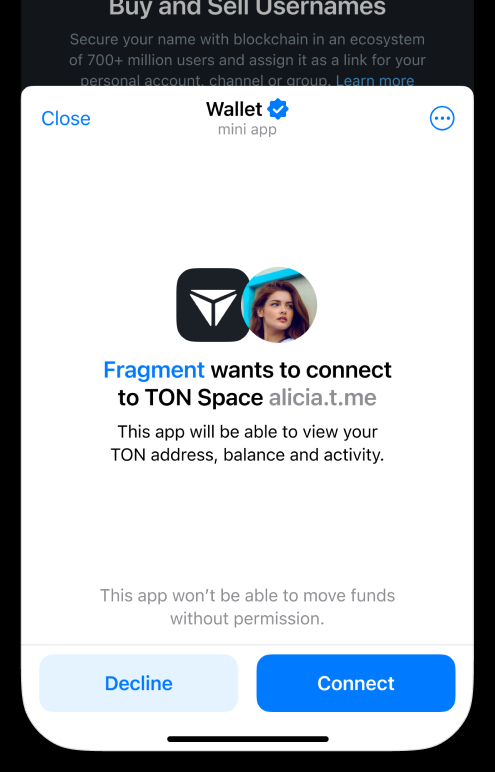 Buy and Sell Usernames
Secure your name with blockchain in an ecosystem
of 700+ million users and assign it as a link for your
personal account, channel or group. Learn more
Close
Wallet
mini app
Fragment wants to connect
to TON Space alicia.t.me
This app will be able to view your
TON address, balance and activity.
This app won’t be able to move funds
without permission.
Decline
Connect